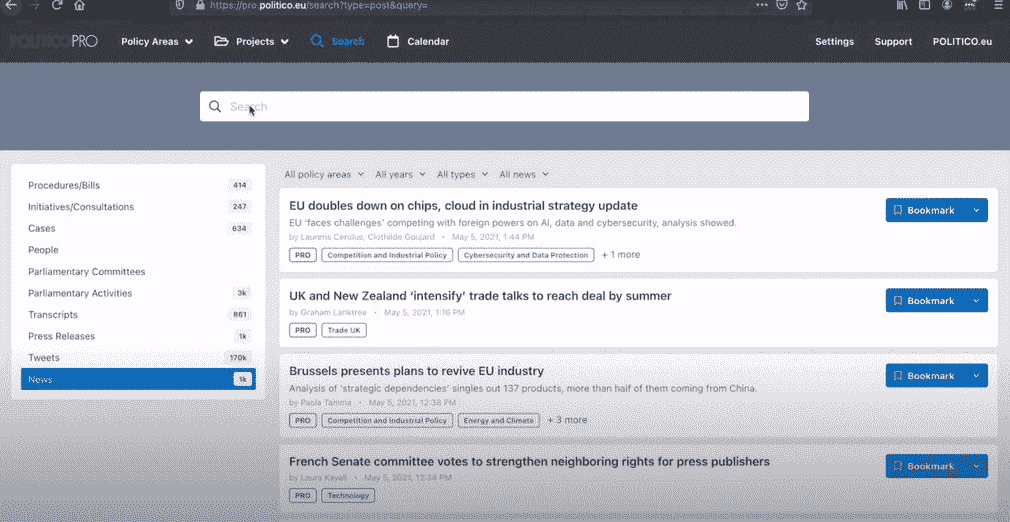 https://pro.politico.eu/search?type=post&query=
POLITICO PRO Policy Areas Projects Search Calendar Settings Support POLITICO.eu
Search
Procedures/Bills 414
Initiatives/Consultations 247
Cases 634
People
Parliamentary Committees
Parliamentary Activities 3k
Transcripts 861
Press Releases 1k
Tweets 170k
News 1k
All policy areas All years All types All news
EU doubles down on chips, cloud in industrial strategy update
EU ‘faces challenges’ competing with foreign powers on AI, data and cybersecurity, analysis showed.
by Laurens Cerulus, Clothilde Goujard • May 5, 2021, 1:44 PM
PRO Competition and Industrial Policy Cybersecurity and Data Protection + 1 more
Bookmark
UK and New Zealand ‘intensify’ trade talks to reach deal by summer
by Graham Lanktree • May 5, 2021, 1:16 PM
PRO Trade UK
Bookmark
Brussels presents plans to revive EU industry
Analysis of ‘strategic dependencies’ singles out 137 products, more than half of them coming from China.
by Paola Tamma • May 5, 2021, 12:38 PM
PRO Competition and Industrial Policy Energy and Climate + 3 more
Bookmark
French Senate committee votes to strengthen neighboring rights for press publishers
by Laura Kayali • May 5, 2021, 12:34 PM
PRO Technology
Bookmark